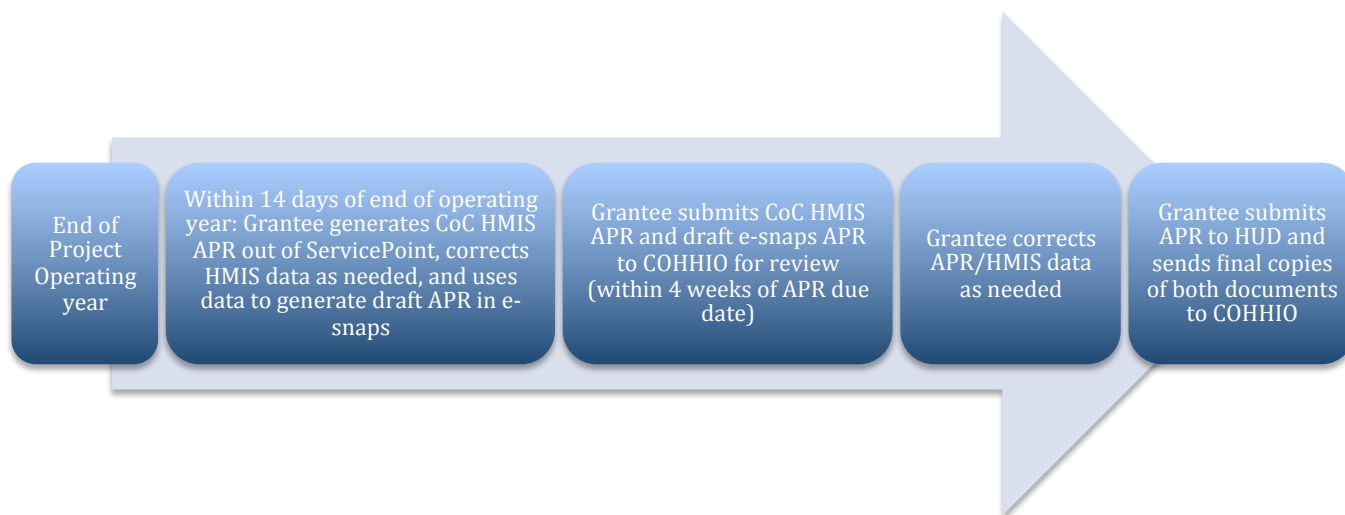 End of
Project
Operating
year
Within 14 days of end of operating
year: Grantee generates CoC HMIS
APR out of ServicePoint, corrects
HMIS data as needed, and uses
data to generate draft APR in e-
snaps
Grantee submits CoC HMIS
APR and draft e-snaps APR
to COHHIO for review
(within 4 weeks of APR due
date)
Grantee corrects
APR/HMIS data
as needed
Grantee submits
APR to HUD and
sends final copies
of both documents
to COHHIO